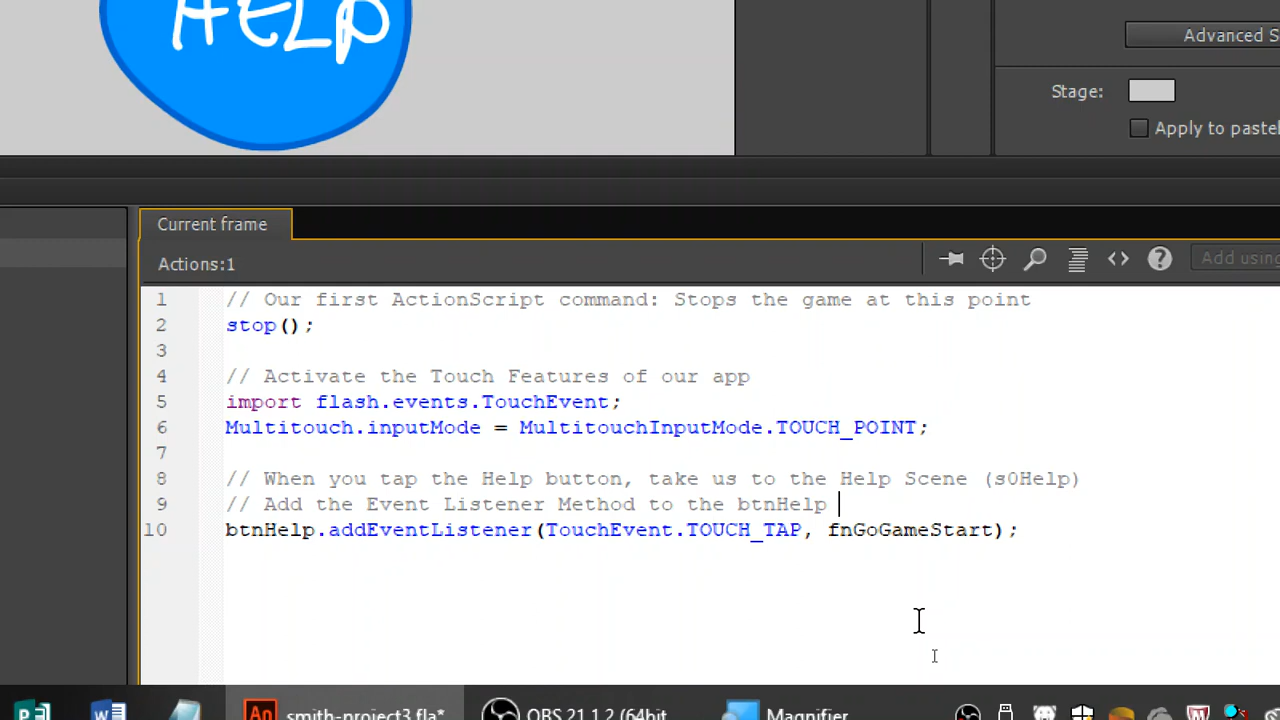 HELP
Advanced S
Stage:
Apply to pastel
Current frame
Actions:1
Add using
1 // Our first ActionScript command: Stops the game at this point
2 stop();
3
4 // Activate the Touch Features of our app
5 import flash.events.TouchEvent;
6 Multitouch.inputMode = MultitouchInputMode.TOUCH_POINT;
7
8 // When you tap the Help button, take us to the Help Scene (s0Help)
9 // Add the Event Listener Method to the btnHelp
10 btnHelp.addEventListener(TouchEvent.TOUCH_TAP, fnGoGameStart);
An smith-project3.fla* OBS 21.1.2 (64bit Magnifier